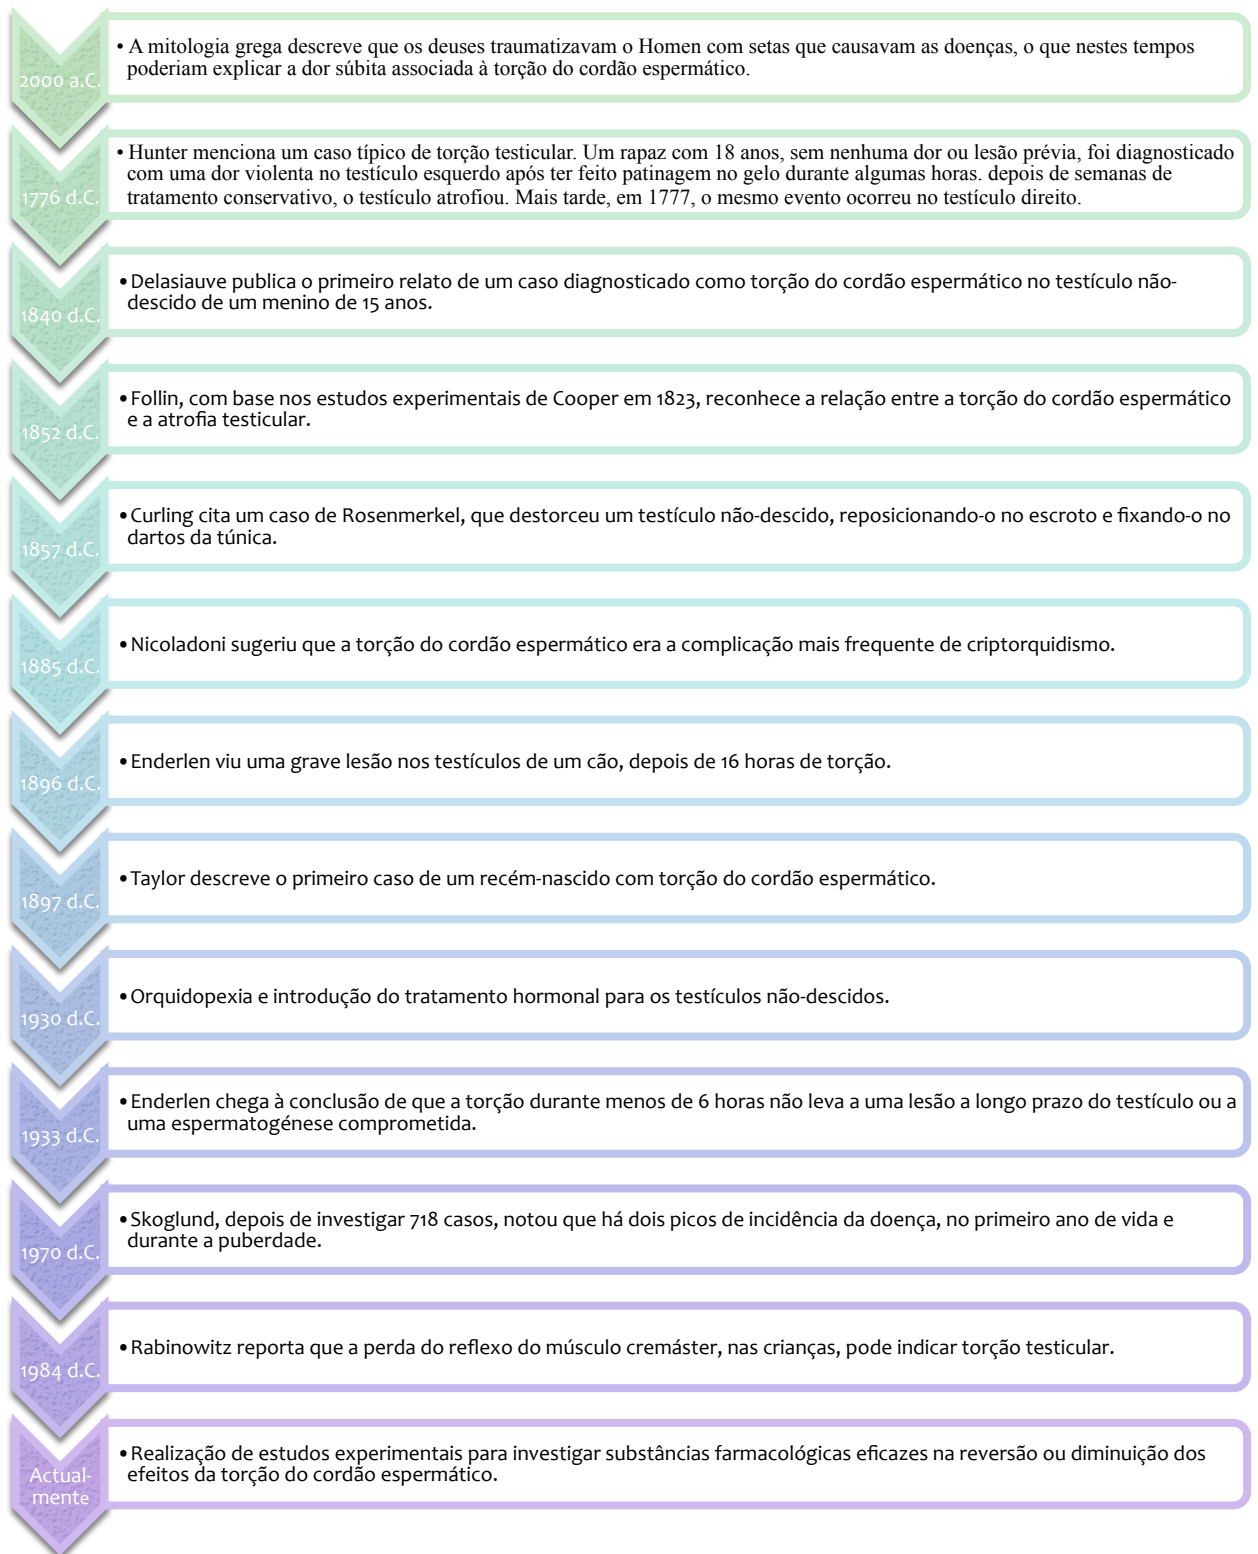 2000 a.C.
• A mitologia grega descreve que os deuses traumatizavam o Homen com setas que causavam as doenças, o que nestes tempos
poderiam explicar a dor súbita associada à torção do cordão espermático.
1776 d.C.
• Hunter menciona um caso típico de torção testicular. Um rapaz com 18 anos, sem nenhuma dor ou lesão prévia, foi diagnosticado
com uma dor violenta no testículo esquerdo após ter feito patinagem no gelo durante algumas horas. depois de semanas de
tratamento conservativo, o testículo atrofiou. Mais tarde, em 1777, o mesmo evento ocorreu no testículo direito.
1840 d.C.
• Delasiauve publica o primeiro relato de um caso diagnosticado como torção do cordão espermático no testículo não-
descido de um menino de 15 anos.
1852 d.C.
• Follin, com base nos estudos experimentais de Cooper em 1823, reconhece a relação entre a torção do cordão espermático
e a atrofia testicular.
1857 d.C.
• Curling cita um caso de Rosenmerkel, que destorceu um testículo não-descido, reposicionando-o no escroto e fixando-o no
dartos da túnica.
1885 d.C.
• Nicoladoni sugeriu que a torção do cordão espermático era a complicação mais frequente de criptorquidismo.
1896 d.C.
• Enderlen viu uma grave lesão nos testículos de um cão, depois de 16 horas de torção.
1897 d.C.
• Taylor descreve o primeiro caso de um recém-nascido com torção do cordão espermático.
1930 d.C.
• Orquidopexia e introdução do tratamento hormonal para os testículos não-descidos.
1933 d.C.
• Enderlen chega à conclusão de que a torção durante menos de 6 horas não leva a uma lesão a longo prazo do testículo ou a
uma espermatogénese comprometida.
1970 d.C.
• Skoglund, depois de investigar 718 casos, notou que há dois picos de incidência da doença, no primeiro ano de vida e
durante a puberdade.
1984 d.C.
• Rabinowitz reporta que a perda do reflexo do músculo cremáster, nas crianças, pode indicar torção testicular.
Actual-
mente
• Realização de estudos experimentais para investigar substâncias farmacológicas eficazes na reversão ou diminuição dos
efeitos da torção do cordão espermático.